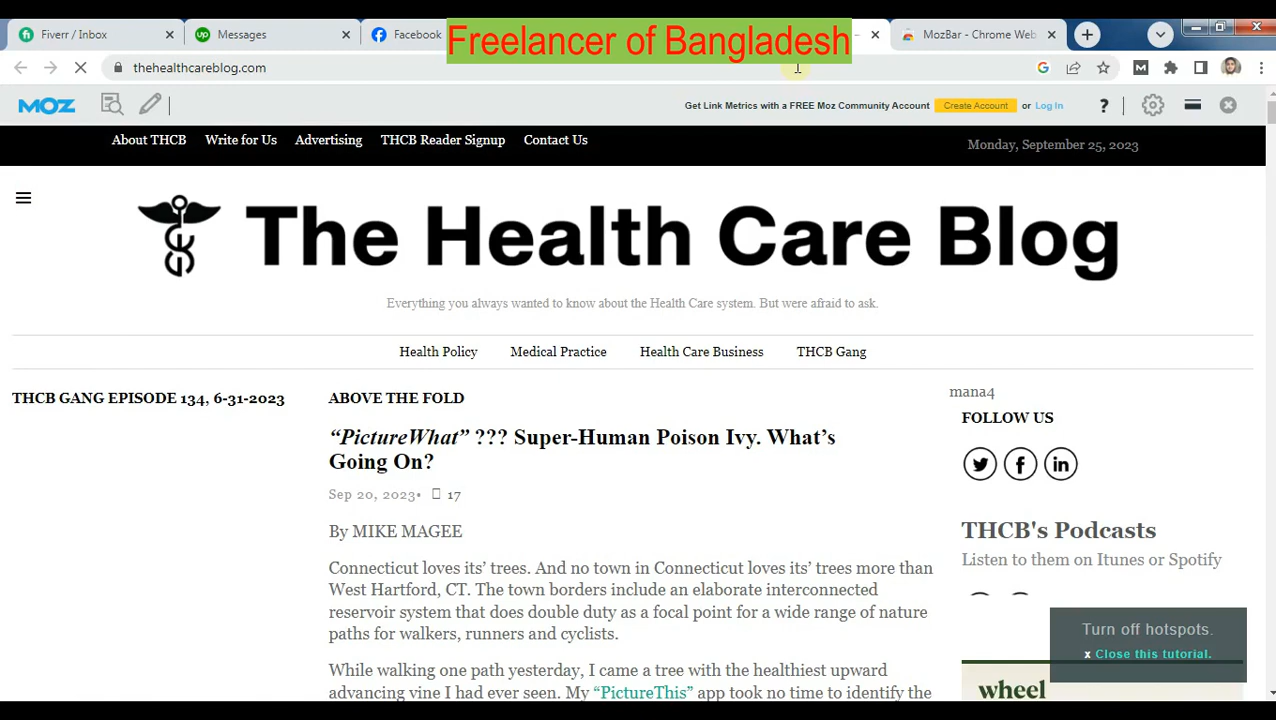 Fiverr / Inbox
Messages
Facebook
Freelancer of Bangladesh
MozBar - Chrome Web
thehealthcareblog.com
MOZ
Get Link Metrics with a FREE Moz Community Account Create Account or Log In
About THCB Write for Us Advertising THCB Reader Signup Contact Us
Monday, September 25, 2023
The Health Care Blog
Everything you always wanted to know about the Health Care system. But were afraid to ask.
Health Policy Medical Practice Health Care Business THCB Gang
THCB GANG EPISODE 134, 6-31-2023
ABOVE THE FOLD
“PictureWhat” ??? Super-Human Poison Ivy. What’s
Going On?
Sep 20, 2023• 17
By MIKE MAGEE
Connecticut loves its’ trees. And no town in Connecticut loves its’ trees more than
West Hartford, CT. The town borders include an elaborate interconnected
reservoir system that does double duty as a focal point for a wide range of nature
paths for walkers, runners and cyclists.
While walking one path yesterday, I came a tree with the healthiest upward
advancing vine I had ever seen. My “PictureThis” app took no time to identify the
mana4
FOLLOW US
THCB's Podcasts
Listen to them on Itunes or Spotify
Turn off hotspots.
x Close this tutorial.
wheel